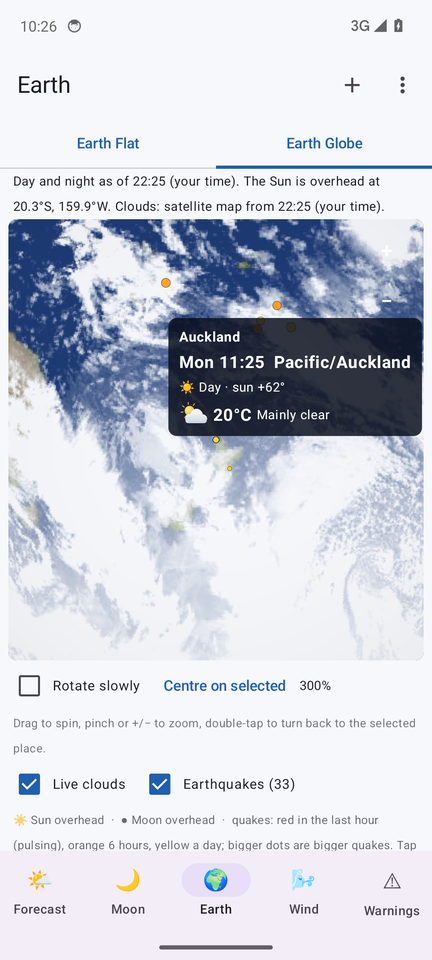 10:26
3G
Earth
Earth Flat
Earth Globe
Day and night as of 22:25 (your time). The Sun is overhead at
20.3°S, 159.9°W. Clouds: satellite map from 22:25 (your time).
+
−
Auckland
Mon 11:25 Pacific/Auckland
☀️ Day · sun +62°
20°C Mainly clear
Rotate slowly
Centre on selected
300%
Drag to spin, pinch or +/− to zoom, double-tap to turn back to the selected
place.
Live clouds
Earthquakes (33)
☀️ Sun overhead · ● Moon overhead · quakes: red in the last hour
(pulsing), orange 6 hours, yellow a day; bigger dots are bigger quakes. Tap
Forecast
Moon
Earth
Wind
Warnings